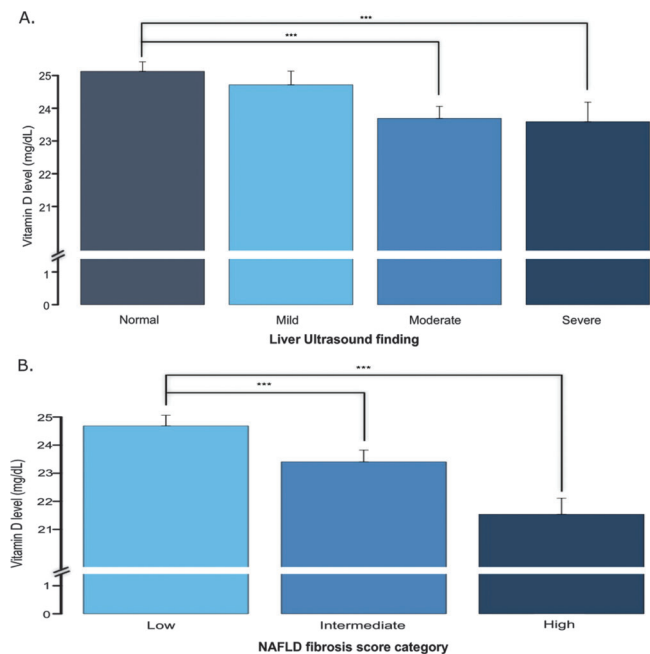 A.
***
***
Vitamin D level (mg/dL)
25
24
23
22
21
1
0
Normal Mild Moderate Severe
Liver Ultrasound finding
B.
***
***
Vitamin D level (mg/dL)
25
24
23
22
21
1
0
Low Intermediate High
NAFLD fibrosis score category